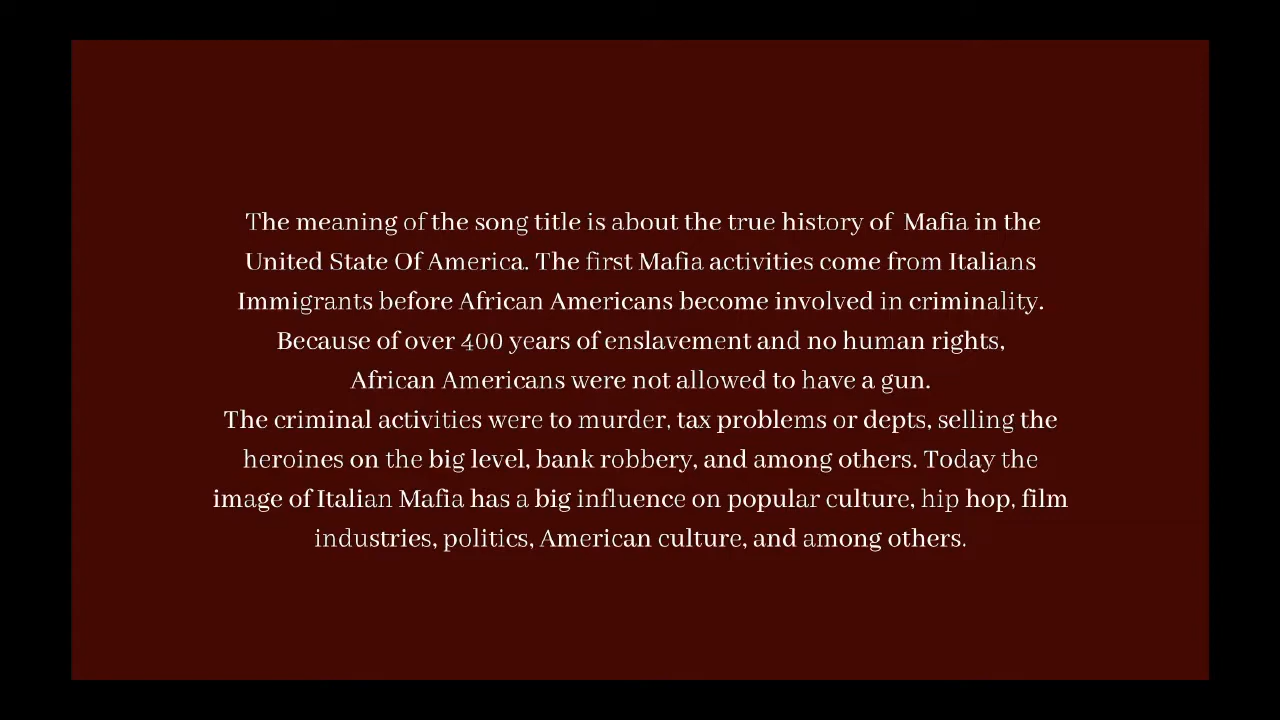 The meaning of the song title is about the true history of  Mafia in the
United State Of America. The first Mafia activities come from Italians
Immigrants before African Americans become involved in criminality.
Because of over 400 years of enslavement and no human rights,
African Americans were not allowed to have a gun.
The criminal activities were to murder, tax problems or depts, selling the
heroines on the big level, bank robbery, and among others. Today the
image of Italian Mafia has a big influence on popular culture, hip hop, film
industries, politics, American culture, and among others.